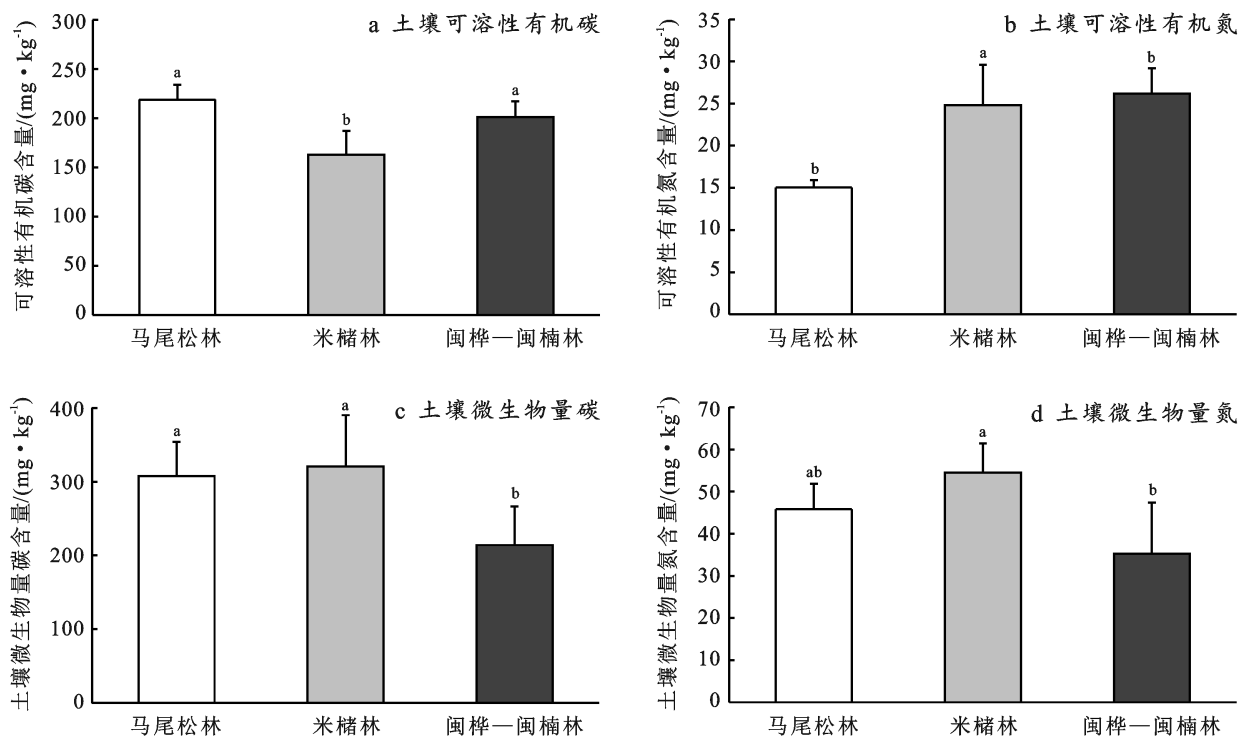 a 土壤可溶性有机碳
可溶性有机碳含量/(mg·kg⁻¹)
300
250
200
150
100
50
0
a
b
a
马尾松林
米槠林
闽桦—闽楠林
b 土壤可溶性有机氮
可溶性有机氮含量/(mg·kg⁻¹)
35
30
25
20
15
10
5
0
b
a
b
马尾松林
米槠林
闽桦—闽楠林
c 土壤微生物量碳
土壤微生物量碳含量/(mg·kg⁻¹)
400
300
200
100
0
a
a
b
马尾松林
米槠林
闽桦—闽楠林
d 土壤微生物量氮
土壤微生物量氮含量/(mg·kg⁻¹)
70
60
50
40
30
20
10
0
ab
a
b
马尾松林
米槠林
闽桦—闽楠林